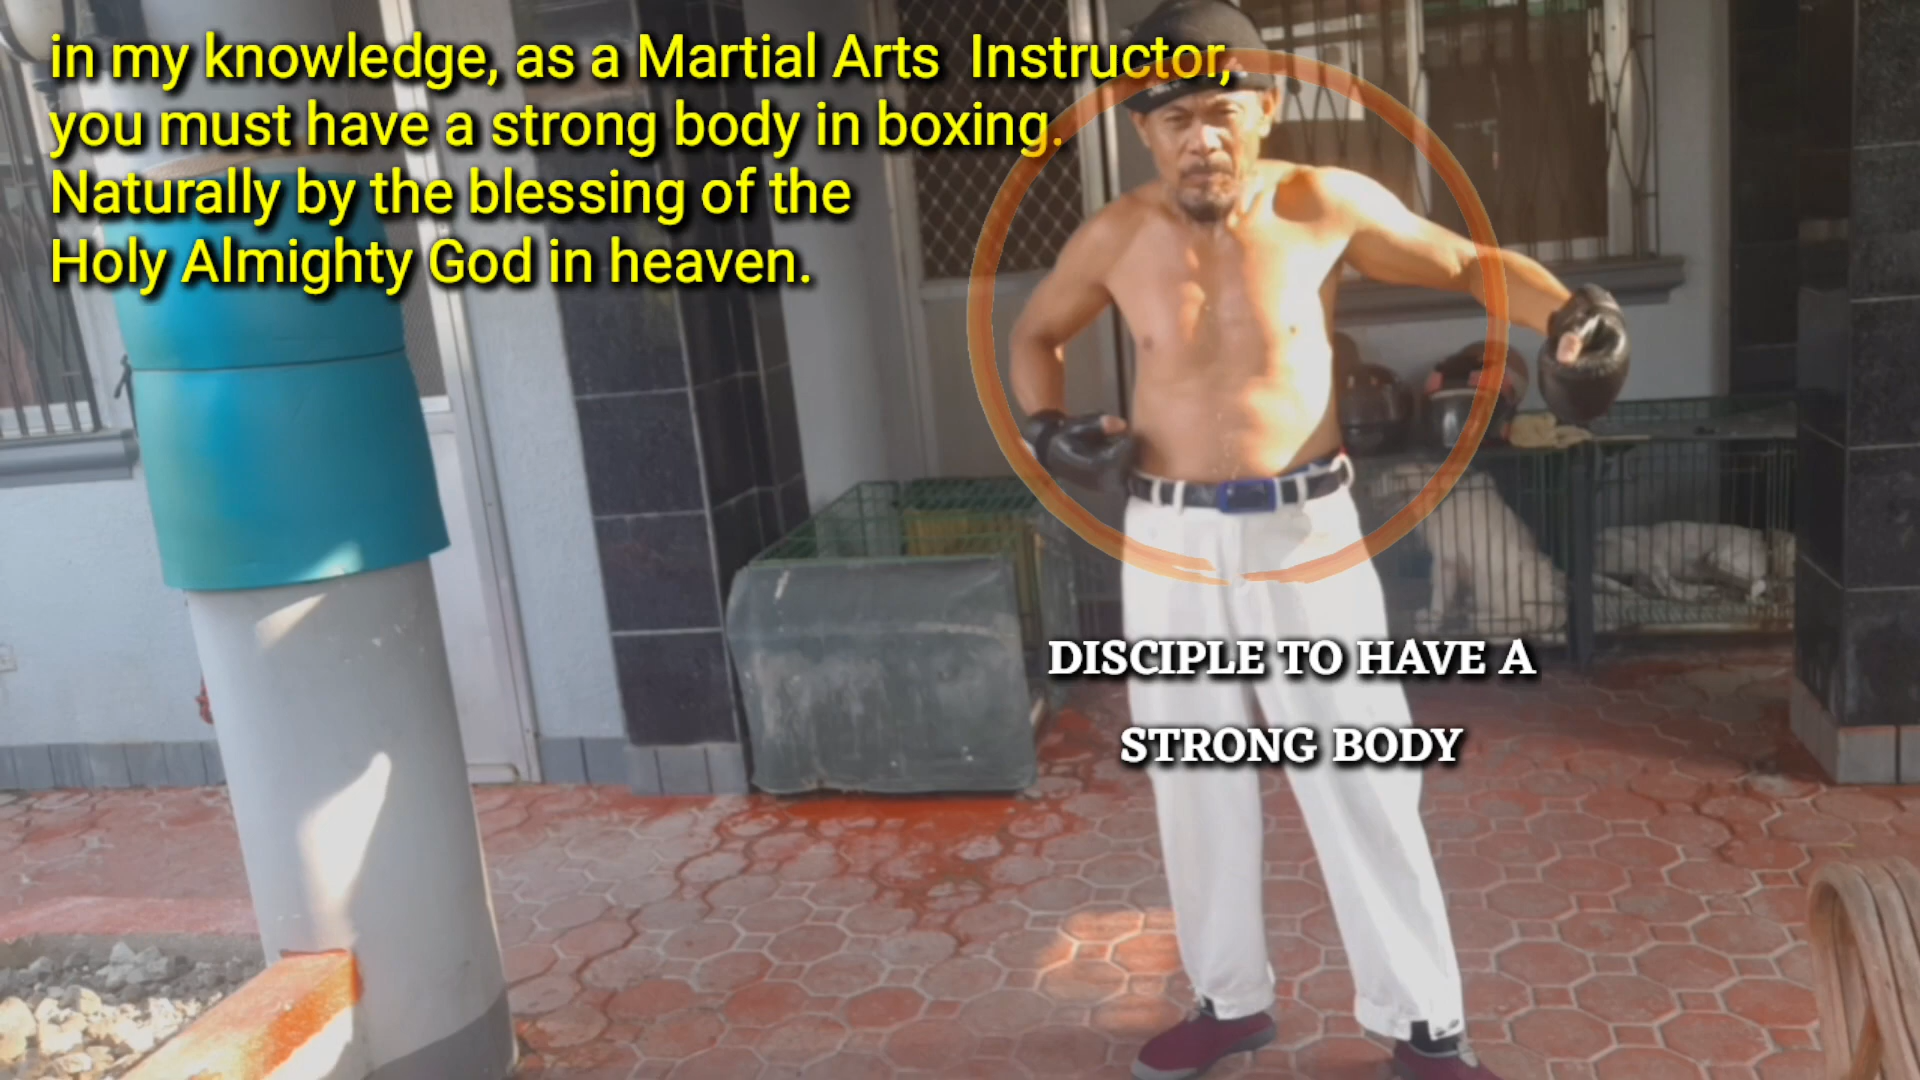 in my knowledge, as a Martial Arts  Instructor,
you must have a strong body in boxing.
Naturally by the blessing of the
Holy Almighty God in heaven.
DISCIPLE TO HAVE A
STRONG BODY